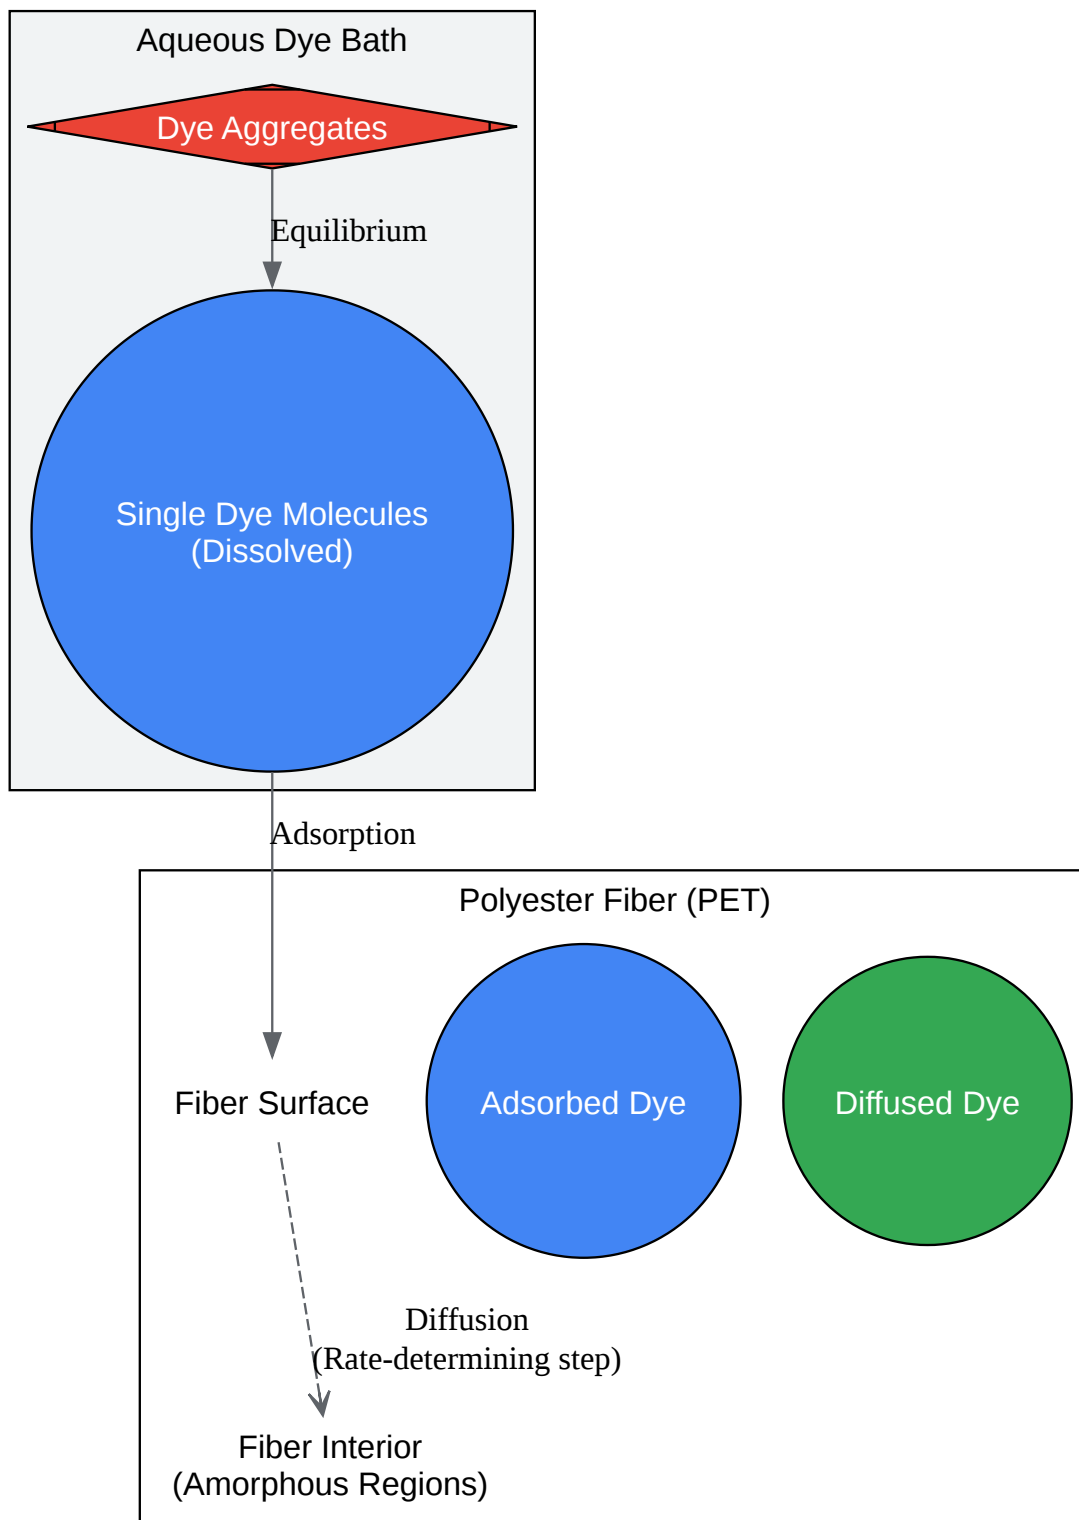 Aqueous Dye Bath
Dye Aggregates
Equilibrium
Single Dye Molecules
(Dissolved)
Adsorption
Polyester Fiber (PET)
Fiber Surface
Adsorbed Dye
Diffused Dye
Diffusion
(Rate-determining step)
Fiber Interior
(Amorphous Regions)